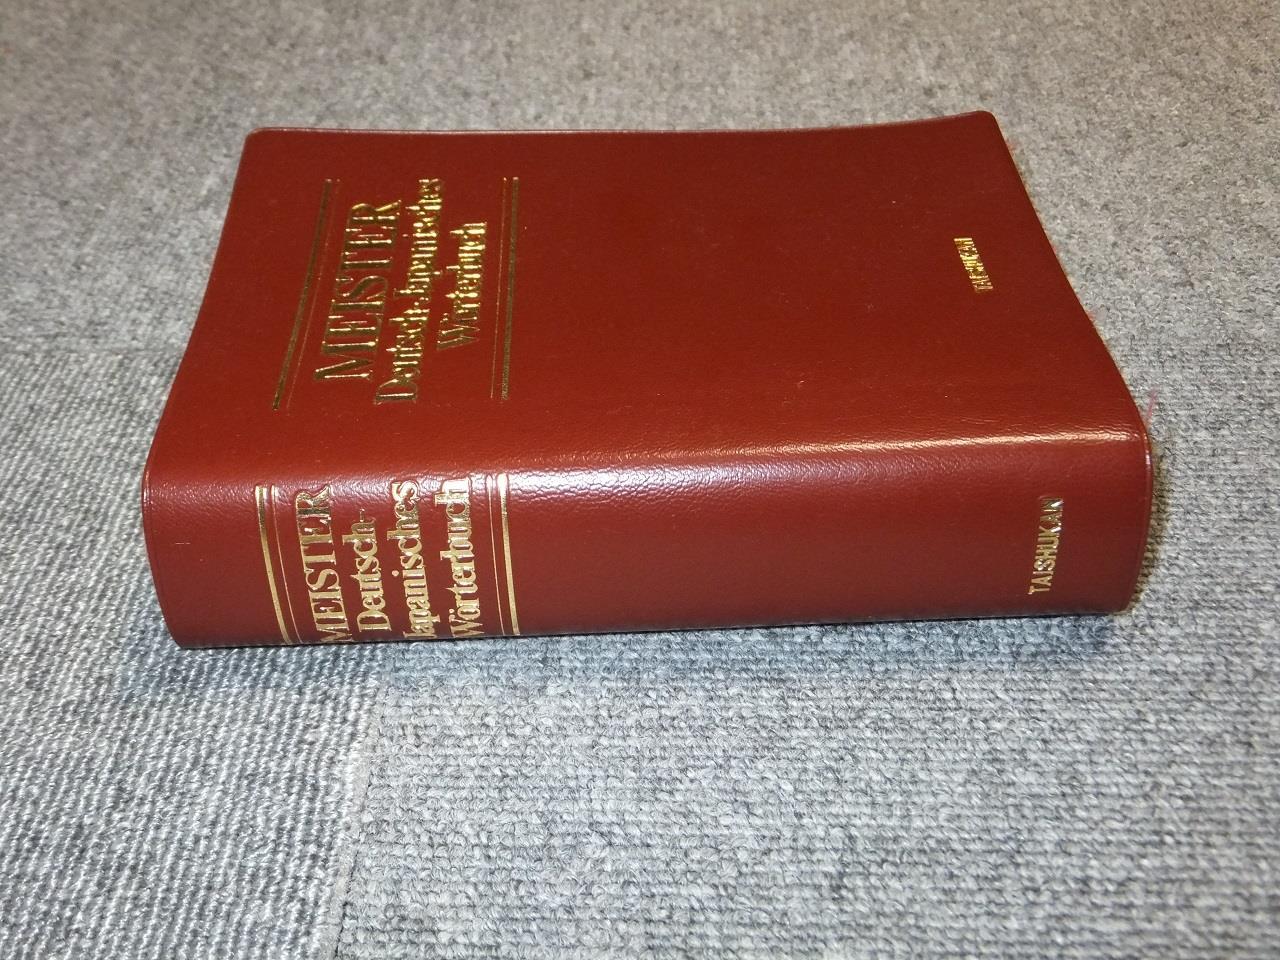 MEISTER
Deutsch-Japanisches
Wörterbuch
TAISHUKAN
MEISTER
Deutsch-
Japanisches
Wörterbuch
TAISHUKAN